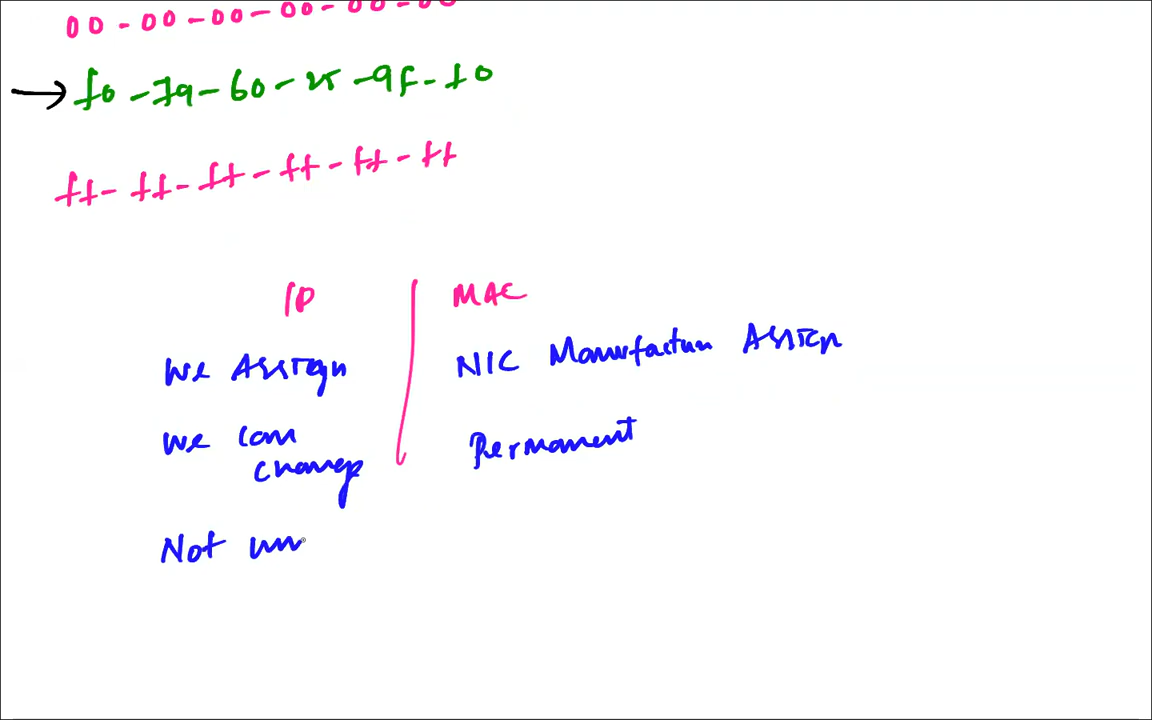 00 - 00 - 00 - 00 - 00 - 00
f0 - 79 - 60 - 25 - 9f - f0
ff - ff - ff - ff - ff - ff
IP MAC
We Assign NIC Manufactur Assign
We can Permanent
change
Not un